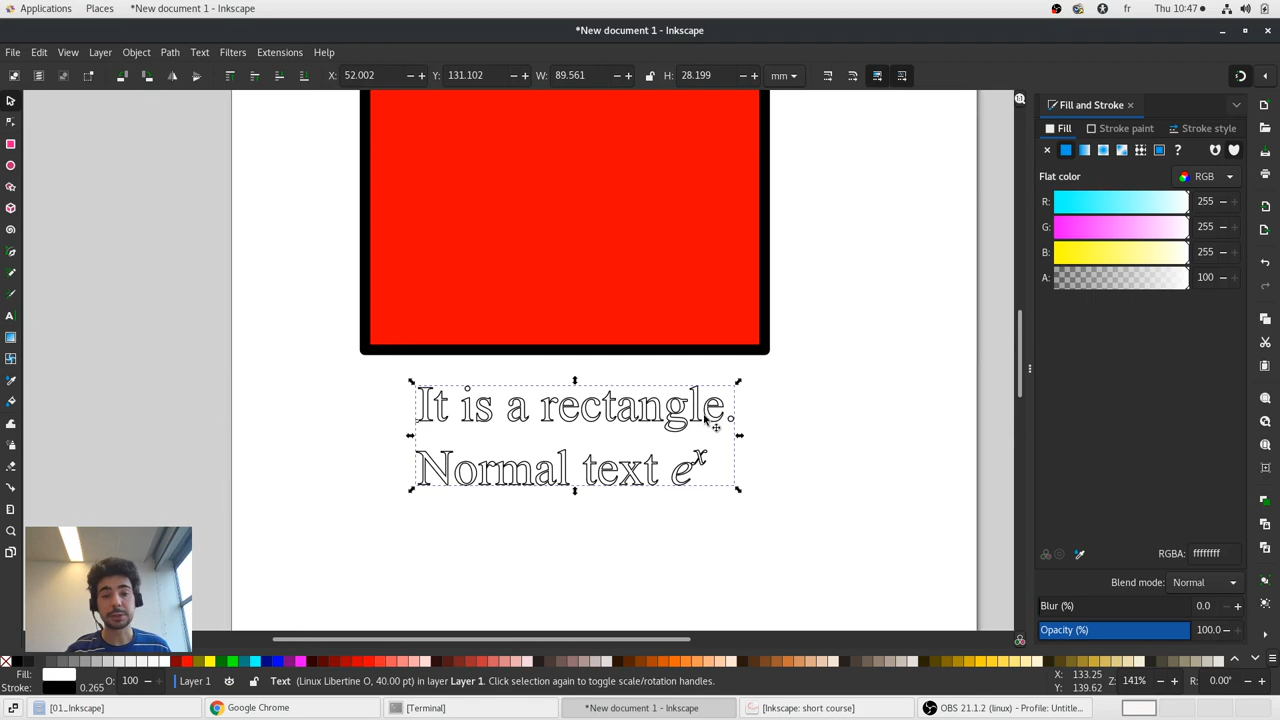 Applications
Places
*New document 1 - Inkscape
fr
Thu 10:47
*New document 1 - Inkscape
File Edit View Layer Object Path Text Filters Extensions Help
X: 52.002 Y: 131.102 W: 89.561 H: 28.199 mm
Fill and Stroke
Fill Stroke paint Stroke style
Flat color RGB
R: 255
G: 255
B: 255
A: 100
It is a rectangle.
Normal text e^x
RGBA: ffffffff
Blend mode: Normal
Blur (%) 0.0
Opacity (%) 100.0
Fill:
Stroke: 0.265
O: 100
Layer 1
Text (Linux Libertine O, 40.00 pt) in layer Layer 1. Click selection again to toggle scale/rotation handles.
X: 133.25
Y: 139.62
Z: 141%
R: 0.00°
[01_Inkscape]
Google Chrome
[Terminal]
*New document 1 - Inkscape
[Inkscape: short course]
OBS 21.1.2 (linux) - Profile: Untitle...